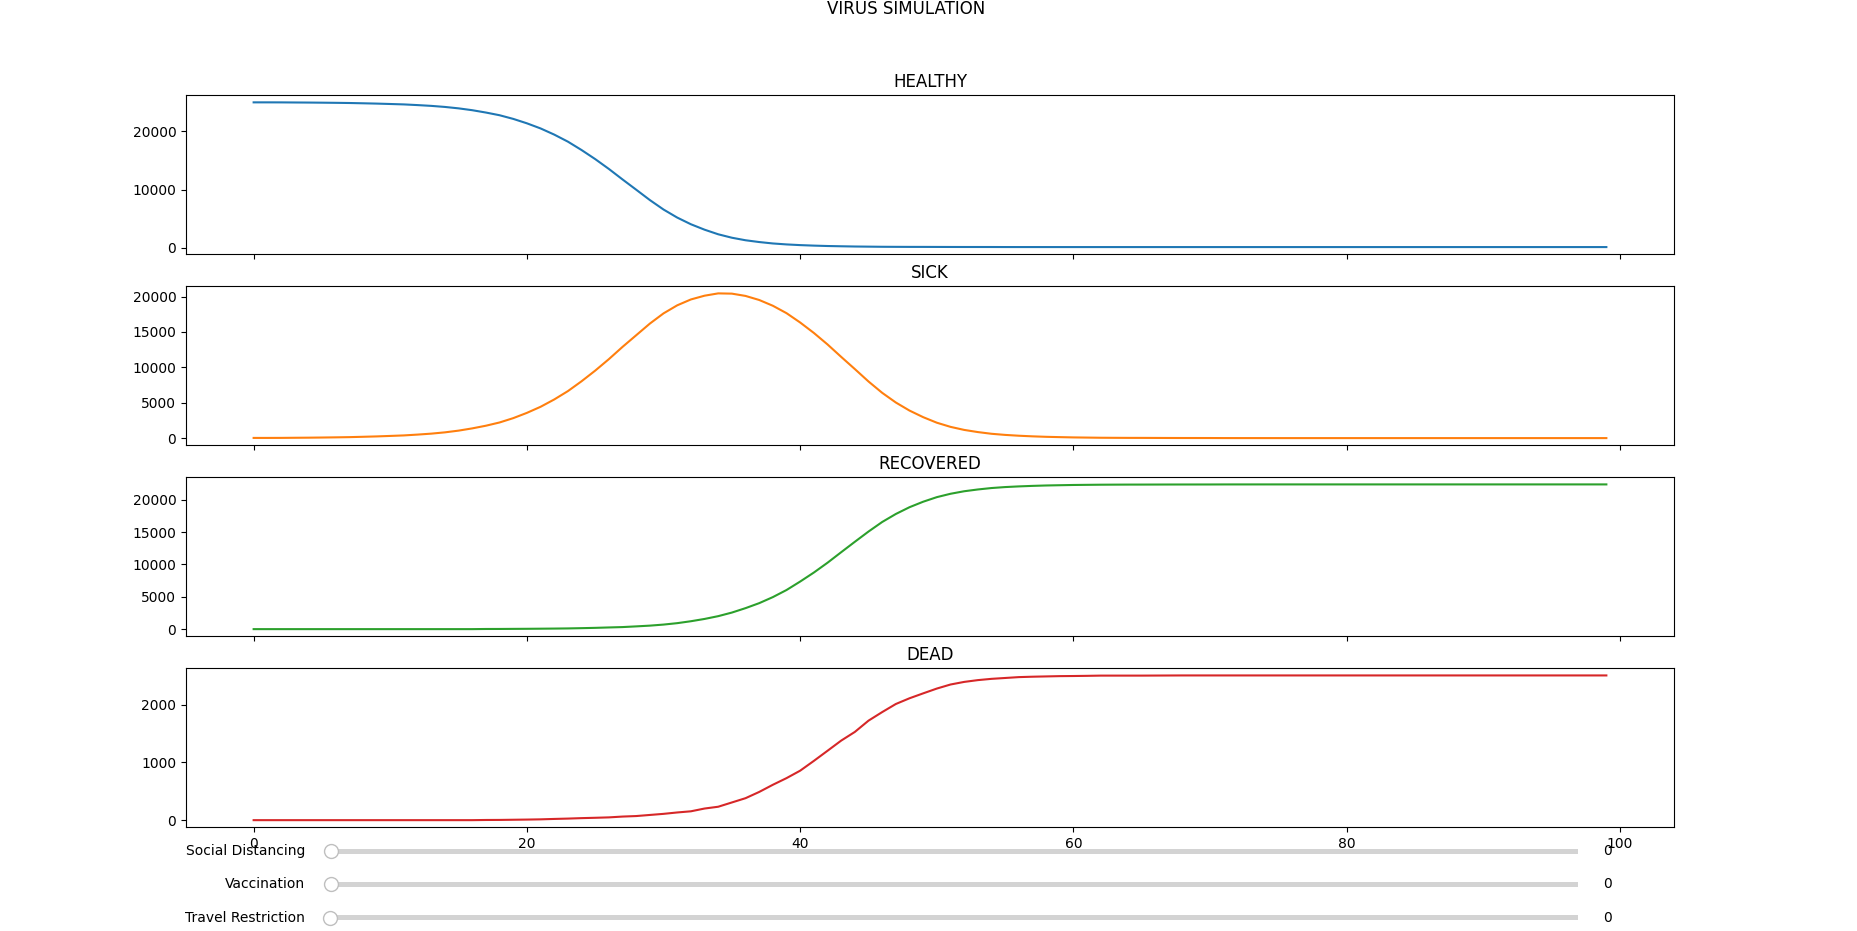 VIRUS SIMULATION
HEALTHY
20000
10000
0
SICK
20000
15000
10000
5000
0
RECOVERED
20000
15000
10000
5000
0
DEAD
2000
1000
0
0 20 40 60 80 100
Social Distancing 0
Vaccination 0
Travel Restriction 0